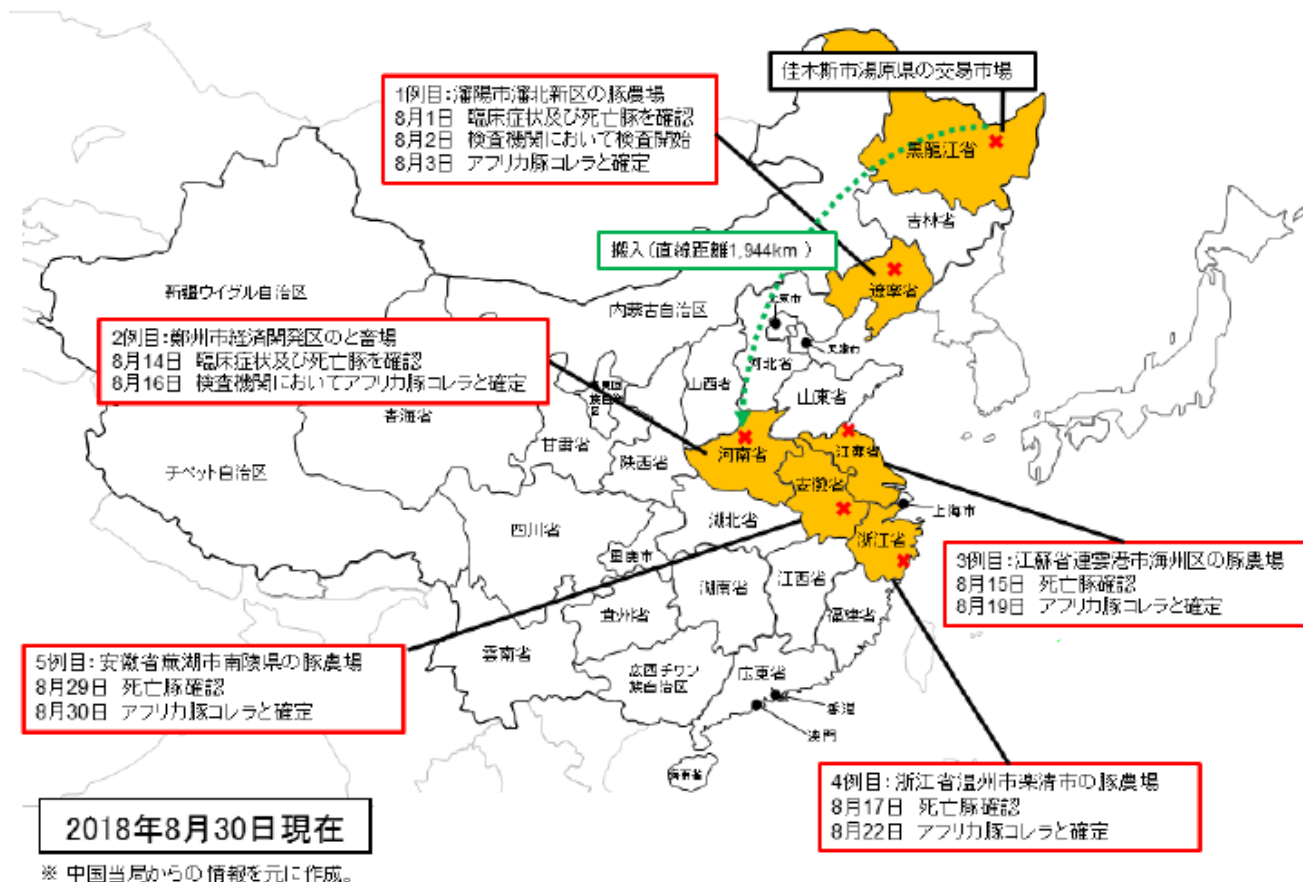 佳木斯市湯原県の交易市場
1例目：瀋陽市瀋北新区の豚農場
8月1日 臨床症状及び死亡豚を確認
8月2日 検査機関において検査開始
8月3日 アフリカ豚コレラと確定
黒龍江省
吉林省
搬入（直線距離1,944km）
遼寧省
新疆ウイグル自治区
内蒙古自治区
北京市
天津市
2例目：鄭州市経済開発区のと畜場
8月14日 臨床症状及び死亡豚を確認
8月16日 検査機関においてアフリカ豚コレラと確定
河北省
山西省
山東省
青海省
甘粛省
陝西省
河南省
江蘇省
チベット自治区
安徽省
上海市
四川省
湖北省
浙江省
重慶市
3例目：江蘇省連雲港市海州区の豚農場
8月15日 死亡豚確認
8月19日 アフリカ豚コレラと確定
湖南省
江西省
貴州省
福建省
5例目：安徽省蕪湖市南陵県の豚農場
8月29日 死亡豚確認
8月30日 アフリカ豚コレラと確定
雲南省
広西チワン
族自治区
広東省
香港
澳門
海南省
4例目：浙江省温州市楽清市の豚農場
8月17日 死亡豚確認
8月22日 アフリカ豚コレラと確定
2018年8月30日現在
※ 中国当局からの情報を元に作成。